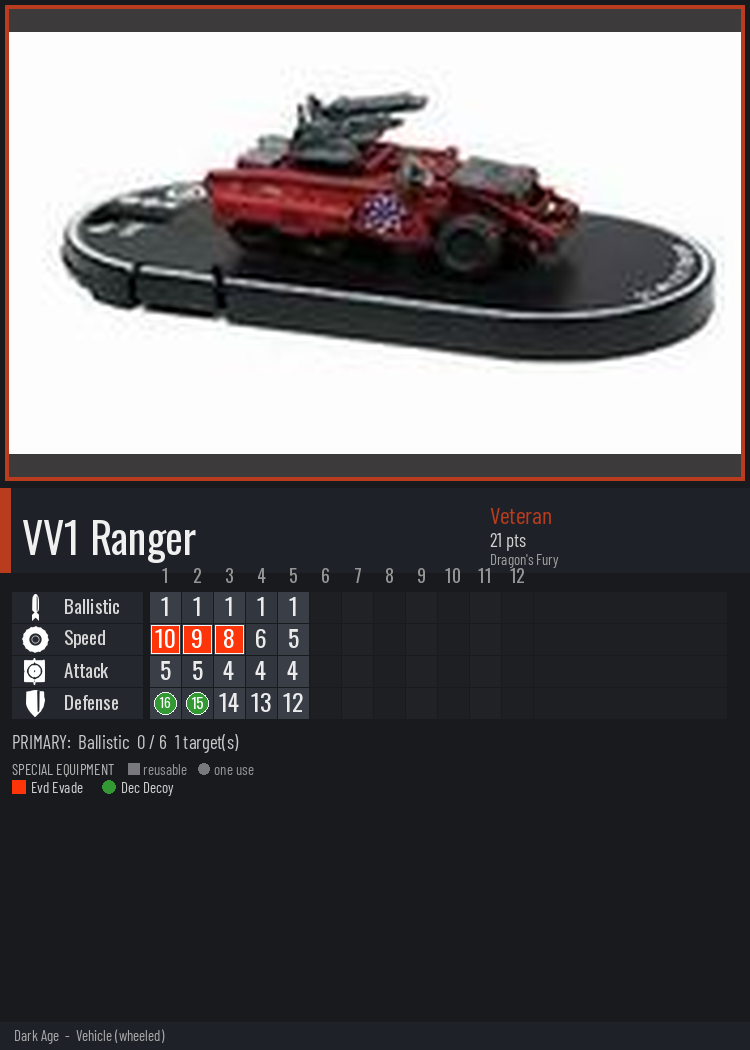 VV1 Ranger
Veteran
21 pts
Dragon's Fury
1 2 3 4 5 6 7 8 9 10 11 12
Ballistic 1 1 1 1 1
Speed 10 9 8 6 5
Attack 5 5 4 4 4
Defense 16 15 14 13 12
PRIMARY: Ballistic 0 / 6 1 target(s)
SPECIAL EQUIPMENT reusable one use
Evd Evade Dec Decoy
Dark Age - Vehicle (wheeled)